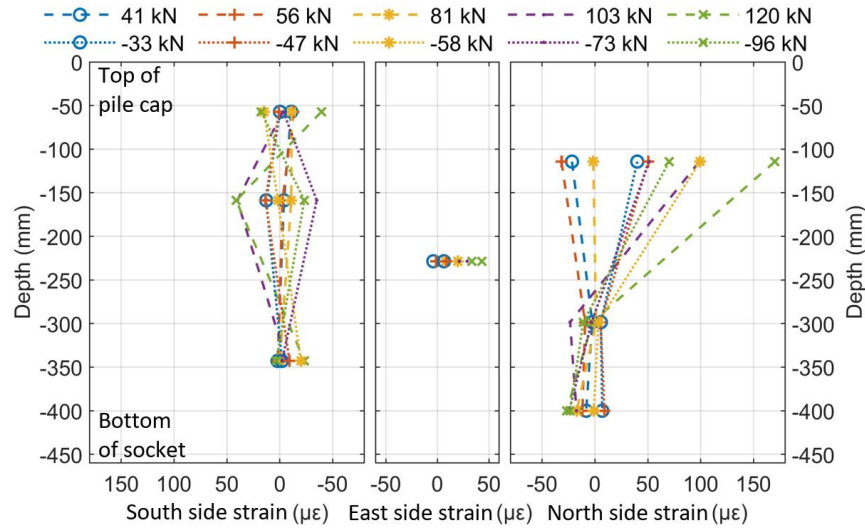 41 kN 56 kN 81 kN 103 kN 120 kN
-33 kN -47 kN -58 kN -73 kN -96 kN
Top of
pile cap
Bottom
of socket
Depth (mm)
0
-50
-100
-150
-200
-250
-300
-350
-400
-450
150 100 50 0 -50
South side strain (με)
-50 0 50
East side strain (με)
-50 0 50 100 150
North side strain (με)
0
-50
-100
-150
-200
-250
-300
-350
-400
-450
Depth (mm)